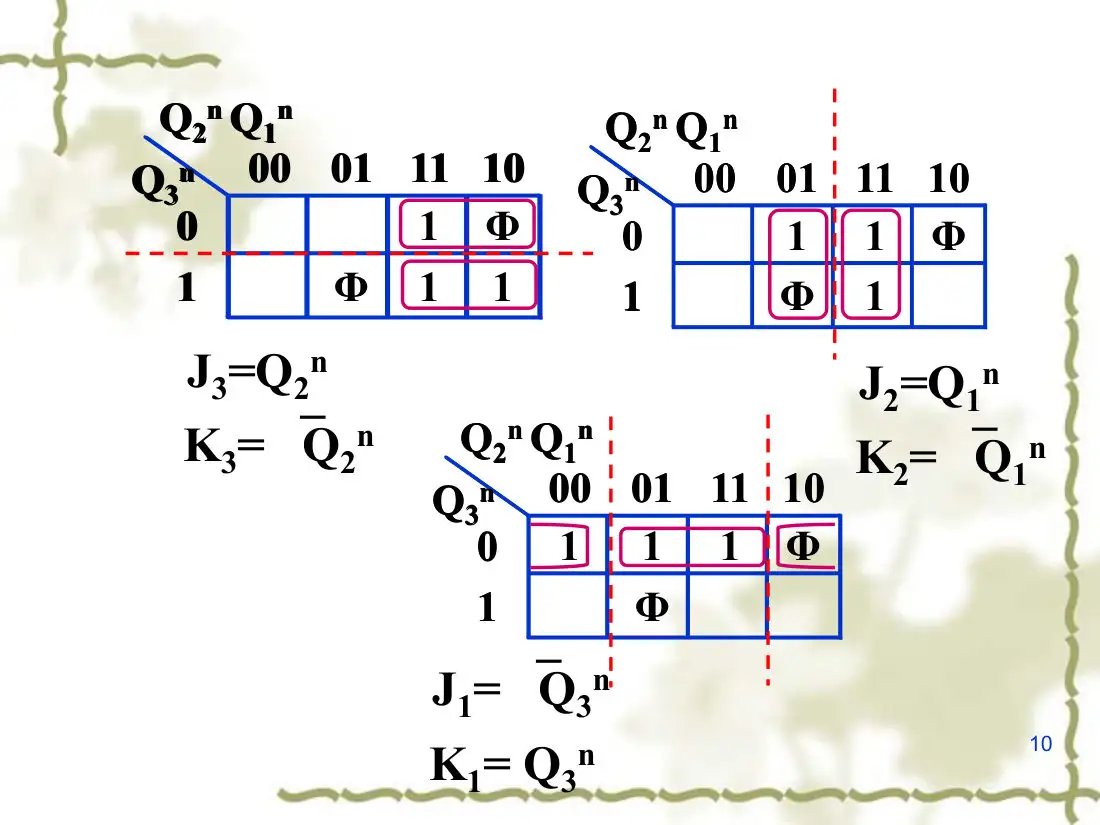 Q₂ⁿ Q₁ⁿ
Q₃ⁿ 00 01 11 10
0 1 Φ
1 Φ 1 1
J₃=Q₂ⁿ
K₃= Q̅₂ⁿ
Q₂ⁿ Q₁ⁿ
Q₃ⁿ 00 01 11 10
0 1 1 Φ
1 Φ 1
J₂=Q₁ⁿ
K₂= Q̅₁ⁿ
Q₂ⁿ Q₁ⁿ
Q₃ⁿ 00 01 11 10
0 1 1 1 Φ
1 Φ
J₁= Q̅₃ⁿ
K₁= Q₃ⁿ
10